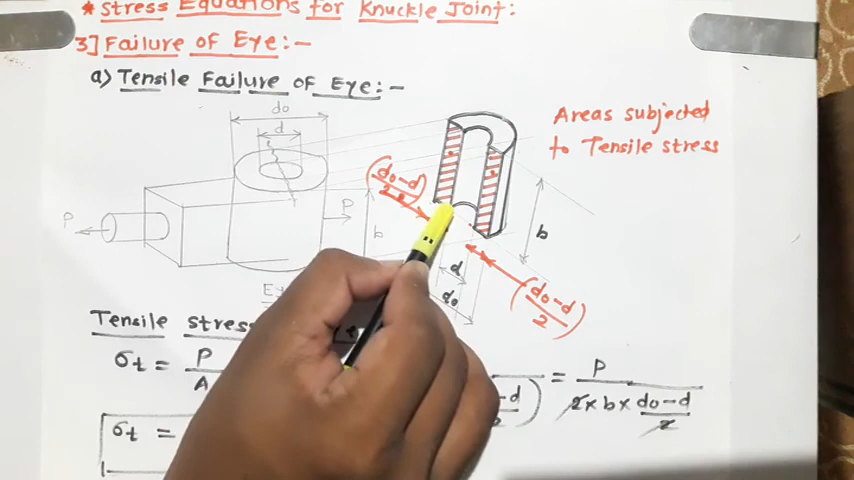 * Stress Equations for Knuckle Joint:
3] Failure of Eye:-
a) Tensile Failure of Eye:-
do
d
Areas subjected
to Tensile stress
(do-d/2)
P
P
b
b
d
do
(do-d/2)
Tensile stress
σt = P/A
= P / (2 × b × do-d/2)
σt =